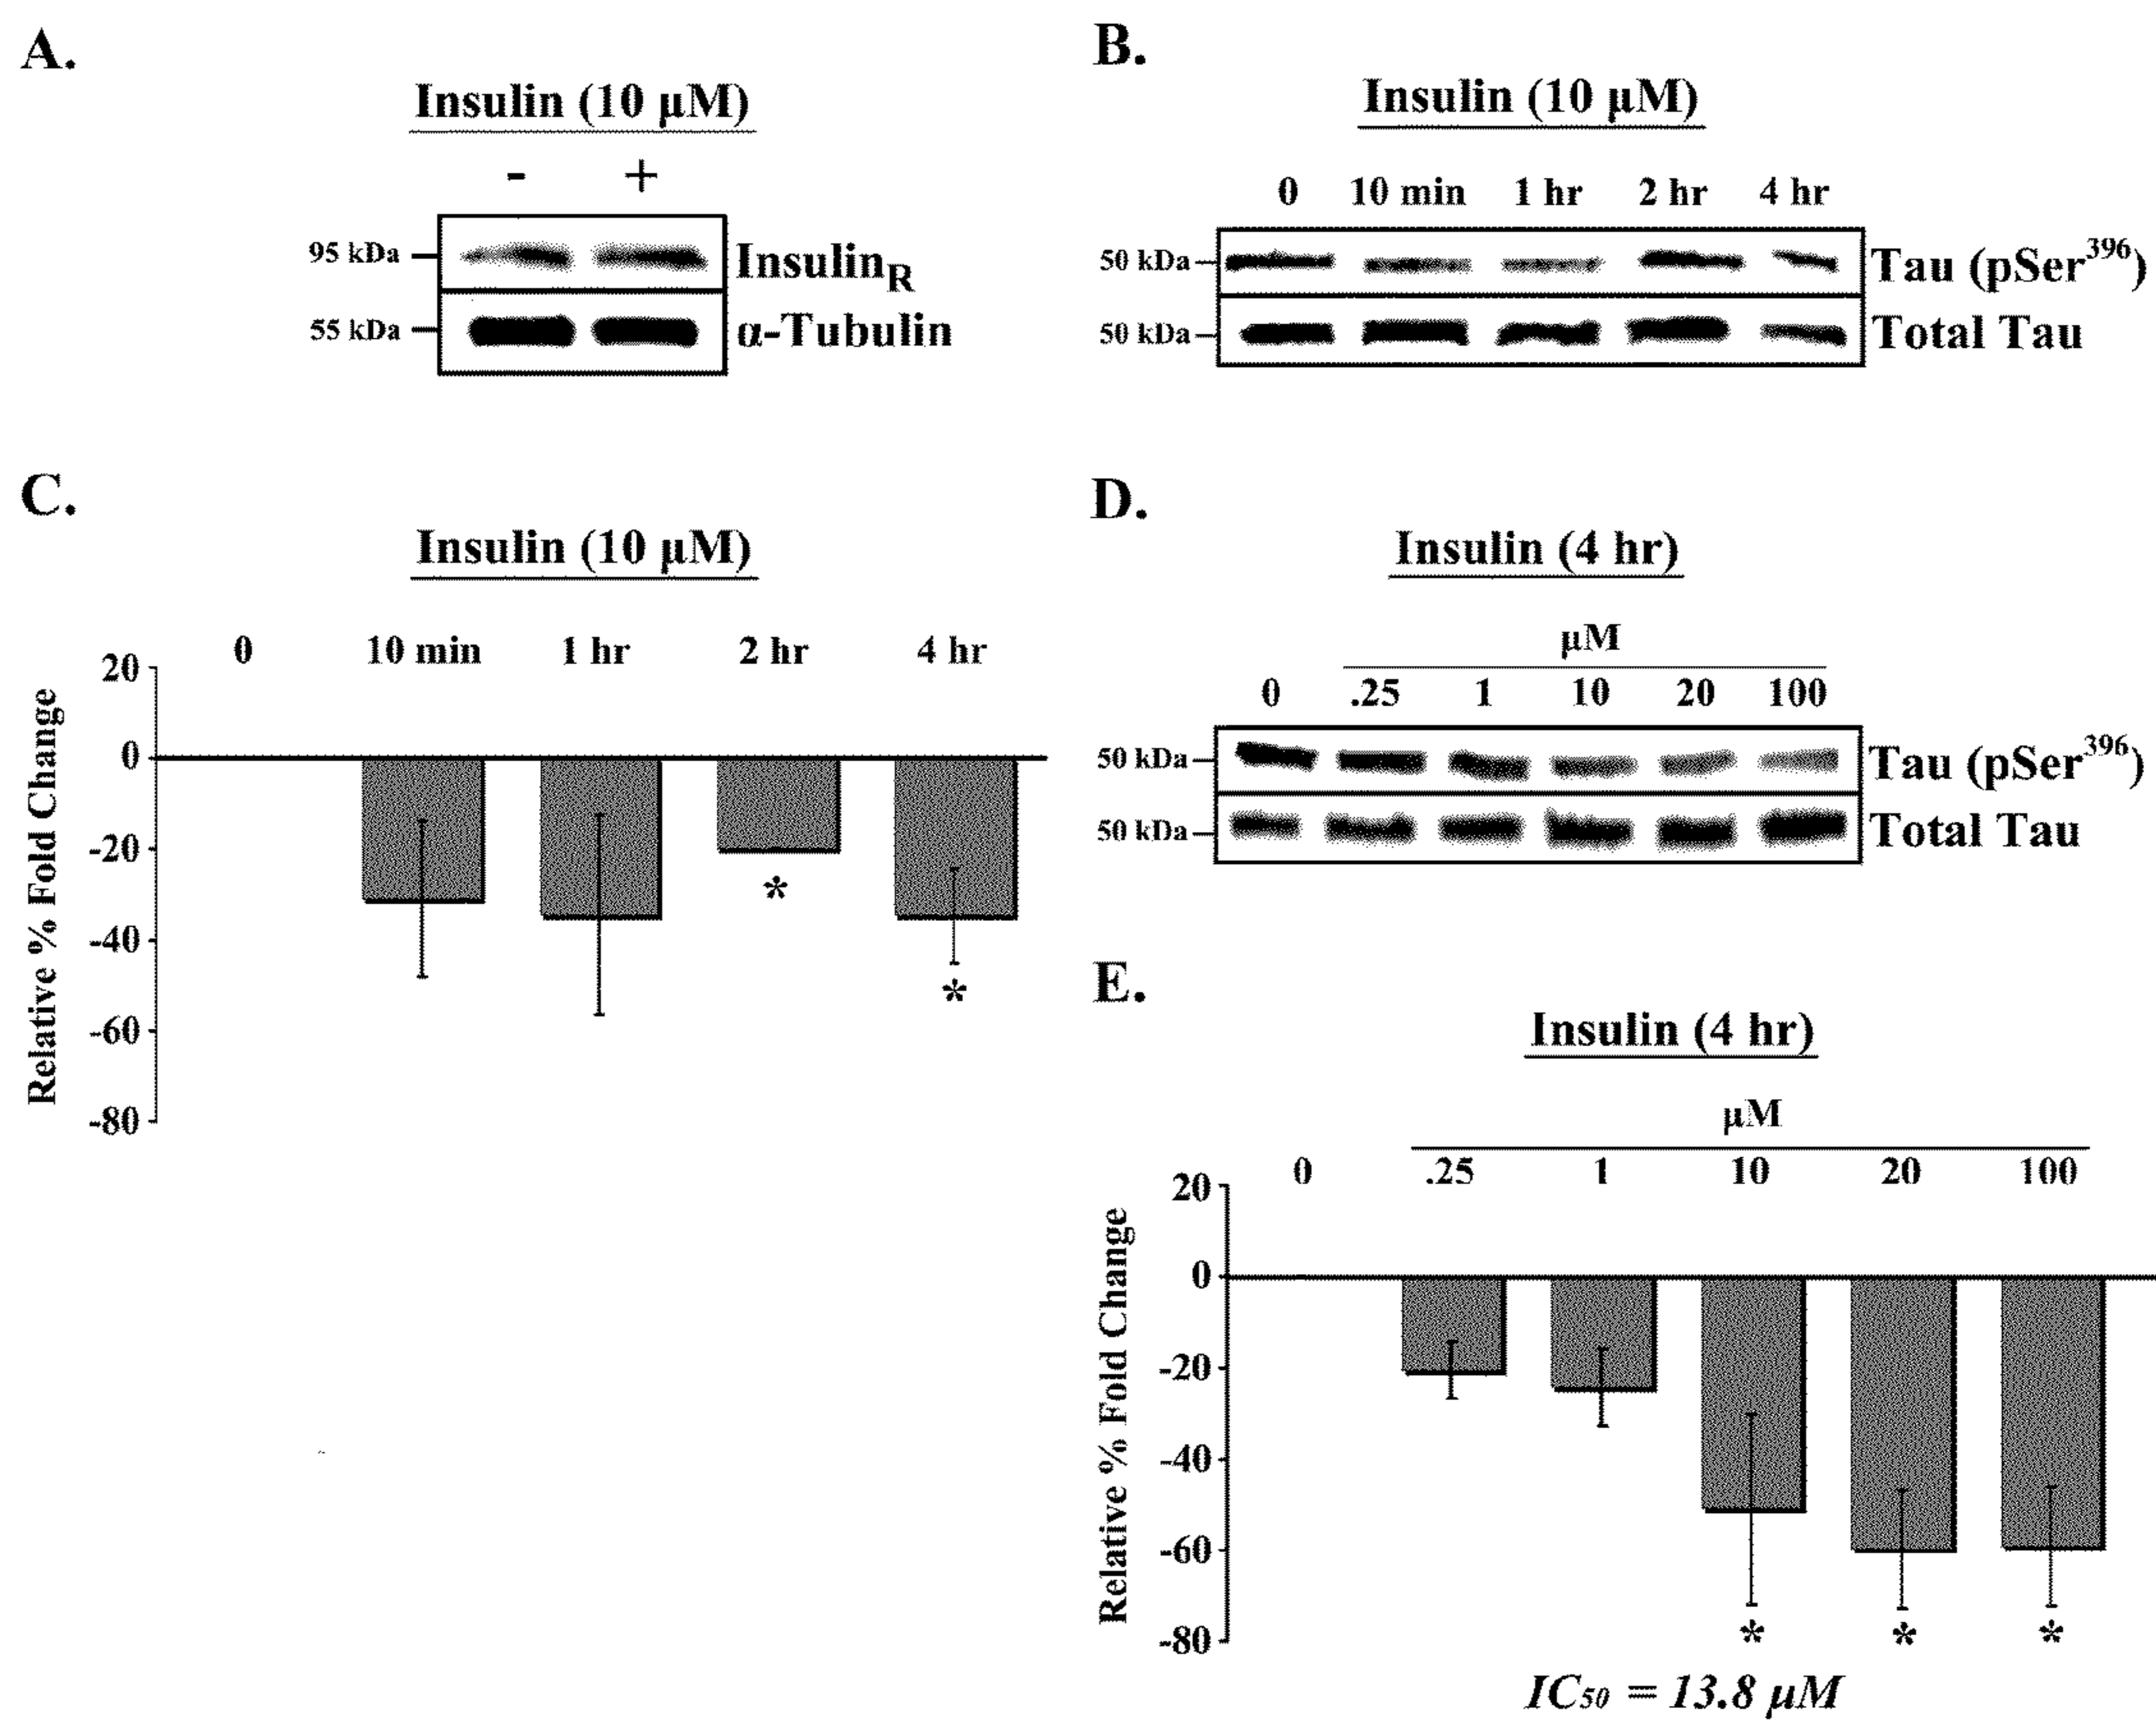 A.
Insulin (10 µM)
- +
95 kDa InsulinR
55 kDa α-Tubulin
B.
Insulin (10 µM)
0 10 min 1 hr 2 hr 4 hr
50 kDa Tau (pSer396)
50 kDa Total Tau
C.
Insulin (10 µM)
0 10 min 1 hr 2 hr 4 hr
Relative % Fold Change
20
0
-20
-40
-60
-80
*
*
D.
Insulin (4 hr)
µM
0 .25 1 10 20 100
50 kDa Tau (pSer396)
50 kDa Total Tau
E.
Insulin (4 hr)
µM
0 .25 1 10 20 100
Relative % Fold Change
20
0
-20
-40
-60
-80
* * *
IC50 = 13.8 µM